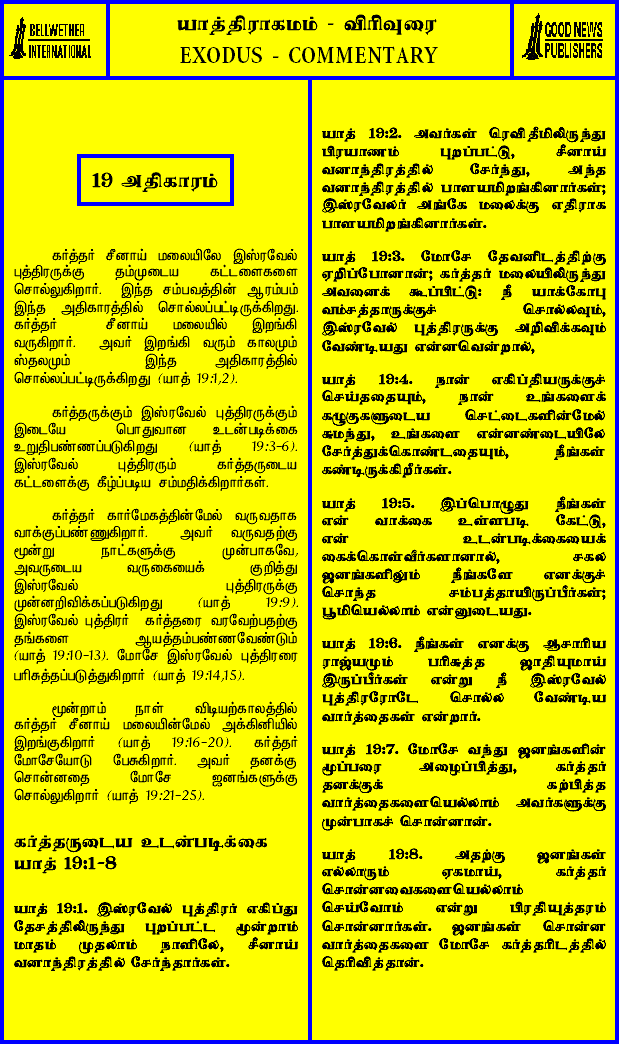 BELLWETHER
INTERNATIONAL
யாத்திராகமம் - விரிவுரை
EXODUS - COMMENTARY
GOOD NEWS
PUBLISHERS
19 அதிகாரம்
கர்த்தர் சீனாய் மலையிலே இஸ்ரவேல்
புத்திரருக்கு தம்முடைய கட்டளைகளை
சொல்லுகிறார். இந்த சம்பவத்தின் ஆரம்பம்
இந்த அதிகாரத்தில் சொல்லப்பட்டிருக்கிறது.
கர்த்தர் சீனாய் மலையில் இறங்கி
வருகிறார். அவர் இறங்கி வரும் காலமும்
ஸ்தலமும் இந்த அதிகாரத்தில்
சொல்லப்பட்டிருக்கிறது (யாத் 19:1,2).
கர்த்தருக்கும் இஸ்ரவேல் புத்திரருக்கும்
இடையே பொதுவான உடன்படிக்கை
உறுதிபண்ணப்படுகிறது (யாத் 19:3-6).
இஸ்ரவேல் புத்திரரும் கர்த்தருடைய
கட்டளைக்கு கீழ்ப்படிய சம்மதிக்கிறார்கள்.
கர்த்தர் கார்மேகத்தின்மேல் வருவதாக
வாக்குப்பண்ணுகிறார். அவர் வருவதற்கு
மூன்று நாட்களுக்கு முன்பாகவே,
அவருடைய வருகையைக் குறித்து
இஸ்ரவேல் புத்திரருக்கு
முன்னறிவிக்கப்படுகிறது (யாத் 19:9).
இஸ்ரவேல் புத்திரர் கர்த்தரை வரவேற்பதற்கு
தங்களை ஆயத்தம்பண்ணவேண்டும்
(யாத் 19:10-13). மோசே இஸ்ரவேல் புத்திரரை
பரிசுத்தப்படுத்துகிறார் (யாத் 19:14,15).
மூன்றாம் நாள் விடியற்காலத்தில்
கர்த்தர் சீனாய் மலையின்மேல் அக்கினியில்
இறங்குகிறார் (யாத் 19:16-20). கர்த்தர்
மோசேயோடு பேசுகிறார். அவர் தனக்கு
சொன்னதை மோசே ஜனங்களுக்கு
சொல்லுகிறார் (யாத் 19:21-25).
கர்த்தருடைய உடன்படிக்கை
யாத் 19:1-8
யாத் 19:1. இஸ்ரவேல் புத்திரர் எகிப்து
தேசத்திலிருந்து புறப்பட்ட மூன்றாம்
மாதம் முதலாம் நாளிலே, சீனாய்
வனாந்திரத்தில் சேர்ந்தார்கள்.
யாத் 19:2. அவர்கள் ரெவிதீமிலிருந்து
பிரயாணம் புறப்பட்டு, சீனாய்
வனாந்திரத்தில் சேர்ந்து, அந்த
வனாந்திரத்தில் பாளயமிறங்கினார்கள்;
இஸ்ரவேலர் அங்கே மலைக்கு எதிராக
பாளயமிறங்கினார்கள்.
யாத் 19:3. மோசே தேவனிடத்திற்கு
ஏறிப்போனான்; கர்த்தர் மலையிலிருந்து
அவனைக் கூப்பிட்டு: நீ யாக்கோபு
வம்சத்தாருக்குச் சொல்லவும்,
இஸ்ரவேல் புத்திரருக்கு அறிவிக்கவும்
வேண்டியது என்னவென்றால்,
யாத் 19:4. நான் எகிப்தியருக்குச்
செய்ததையும், நான் உங்களைக்
கழுகுகளுடைய செட்டைகளின்மேல்
சுமந்து, உங்களை என்னண்டையிலே
சேர்த்துக்கொண்டதையும், நீங்கள்
கண்டிருக்கிறீர்கள்.
யாத் 19:5. இப்பொழுது நீங்கள்
என் வாக்கை உள்ளபடி கேட்டு,
என் உடன்படிக்கையைக்
கைக்கொள்வீர்களானால், சகல
ஜனங்களிலும் நீங்களே எனக்குச்
சொந்த சம்பத்தாயிருப்பீர்கள்;
பூமியெல்லாம் என்னுடையது.
யாத் 19:6. நீங்கள் எனக்கு ஆசாரிய
ராஜ்யமும் பரிசுத்த ஜாதியுமாய்
இருப்பீர்கள் என்று நீ இஸ்ரவேல்
புத்திரரோடே சொல்ல வேண்டிய
வார்த்தைகள் என்றார்.
யாத் 19:7. மோசே வந்து ஜனங்களின்
மூப்பரை அழைப்பித்து, கர்த்தர்
தனக்குக் கற்பித்த
வார்த்தைகளையெல்லாம் அவர்களுக்கு
முன்பாகச் சொன்னான்.
யாத் 19:8. அதற்கு ஜனங்கள்
எல்லாரும் ஏகமாய், கர்த்தர்
சொன்னவைகளையெல்லாம்
செய்வோம் என்று பிரதியுத்தரம்
சொன்னார்கள். ஜனங்கள் சொன்ன
வார்த்தைகளை மோசே கர்த்தரிடத்தில்
தெரிவித்தான்.